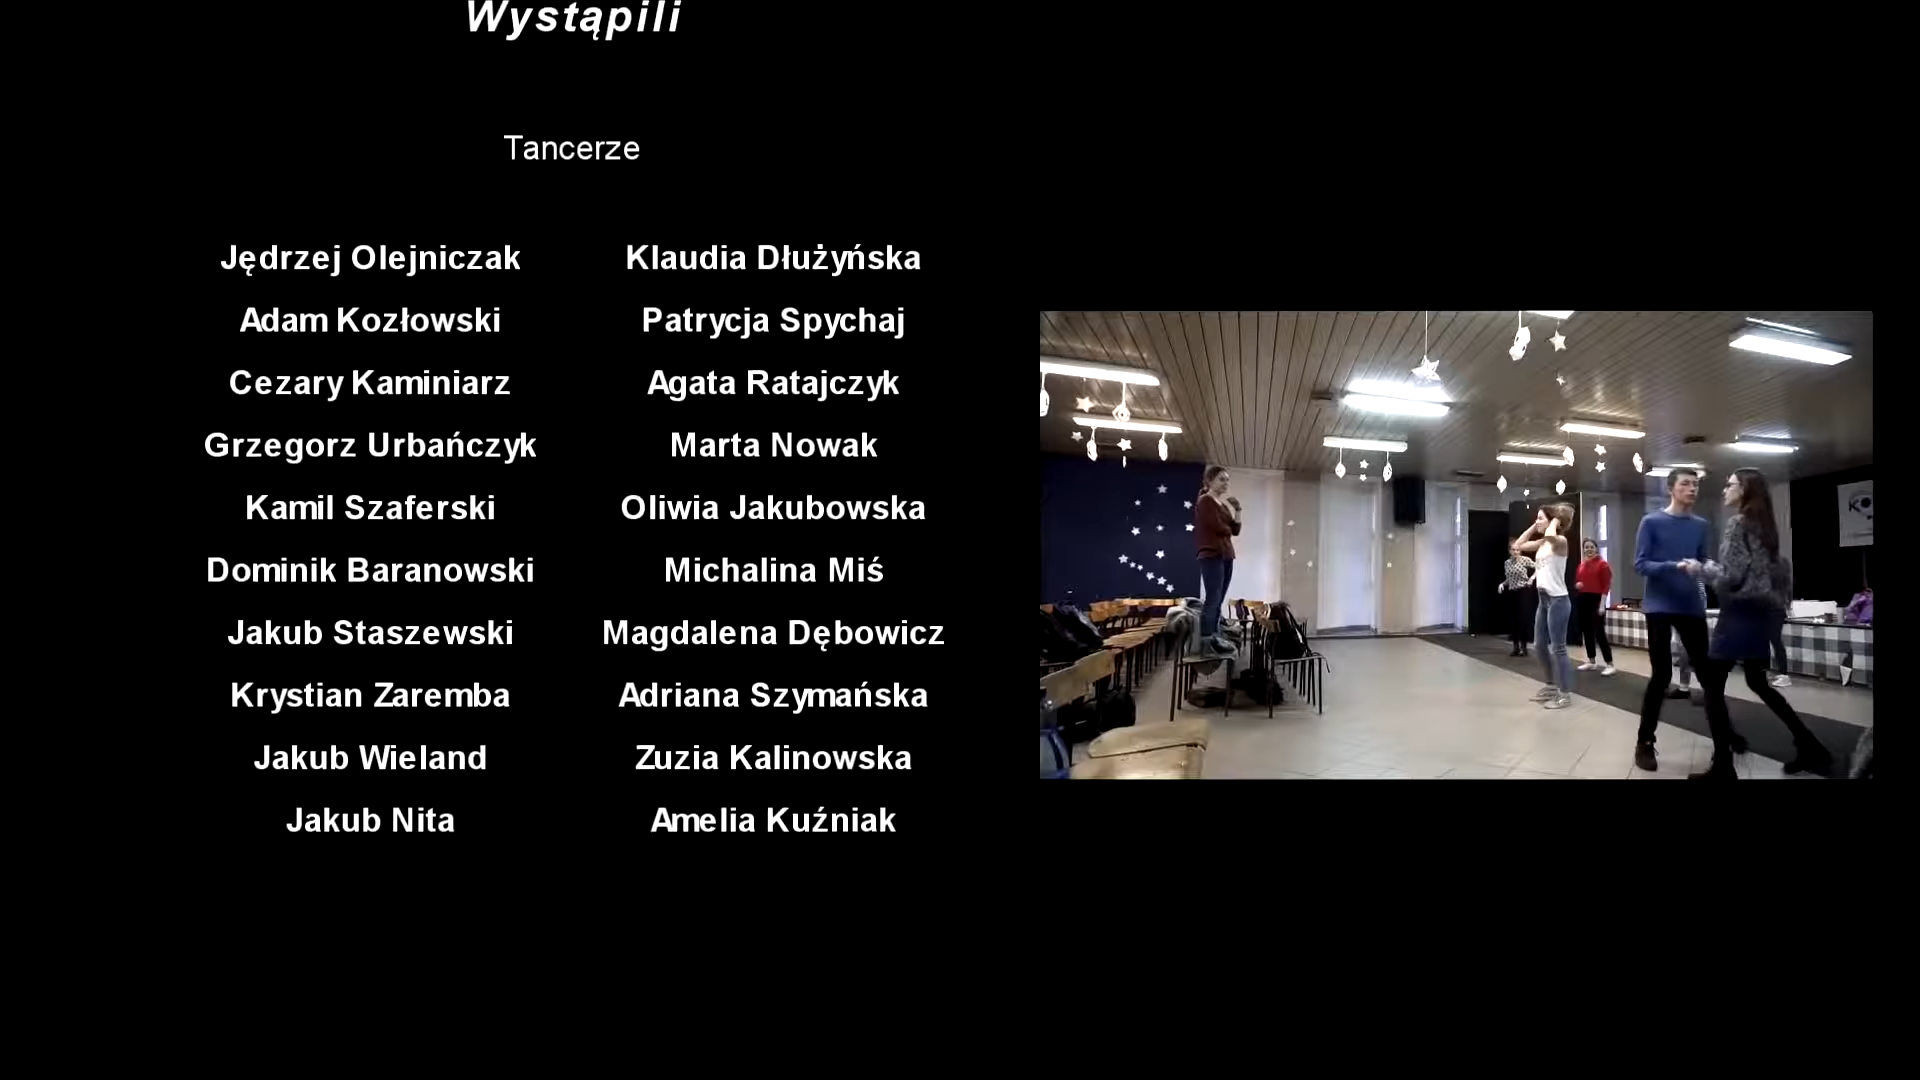 Wystąpili
Tancerze
Jędrzej Olejniczak Klaudia Dłużyńska
Adam Kozłowski Patrycja Spychaj
Cezary Kaminiarz Agata Ratajczyk
Grzegorz Urbańczyk Marta Nowak
Kamil Szaferski Oliwia Jakubowska
Dominik Baranowski Michalina Miś
Jakub Staszewski Magdalena Dębowicz
Krystian Zaremba Adriana Szymańska
Jakub Wieland Zuzia Kalinowska
Jakub Nita Amelia Kuźniak